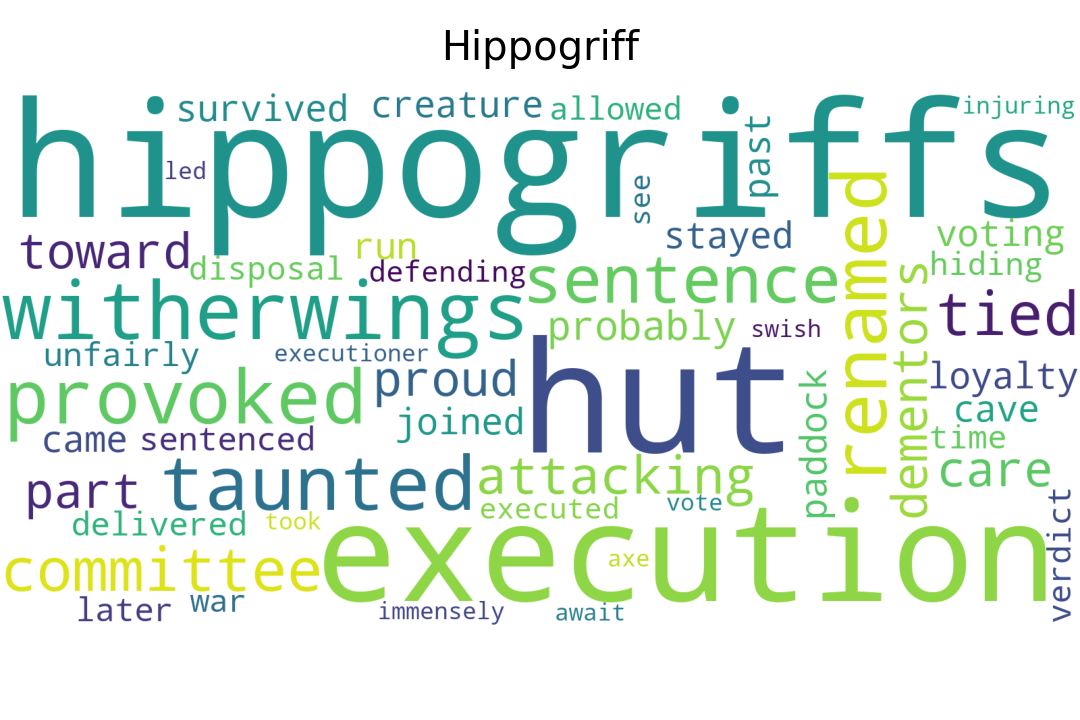 Hippogriff
survived
creature
allowed
injuring
hippogriffs
past
led
see
toward
run
stayed
voting
disposal
defending
sentence
hiding
renamed
witherwings
dementors
tied
probably
swish
unfairly
executioner
hut
provoked
proud
loyalty
paddock
joined
cave
came
sentenced
time
taunted
attacking
care
part
executed
vote
delivered
took
verdict
execution
committee
axe
later
war
immensely
await